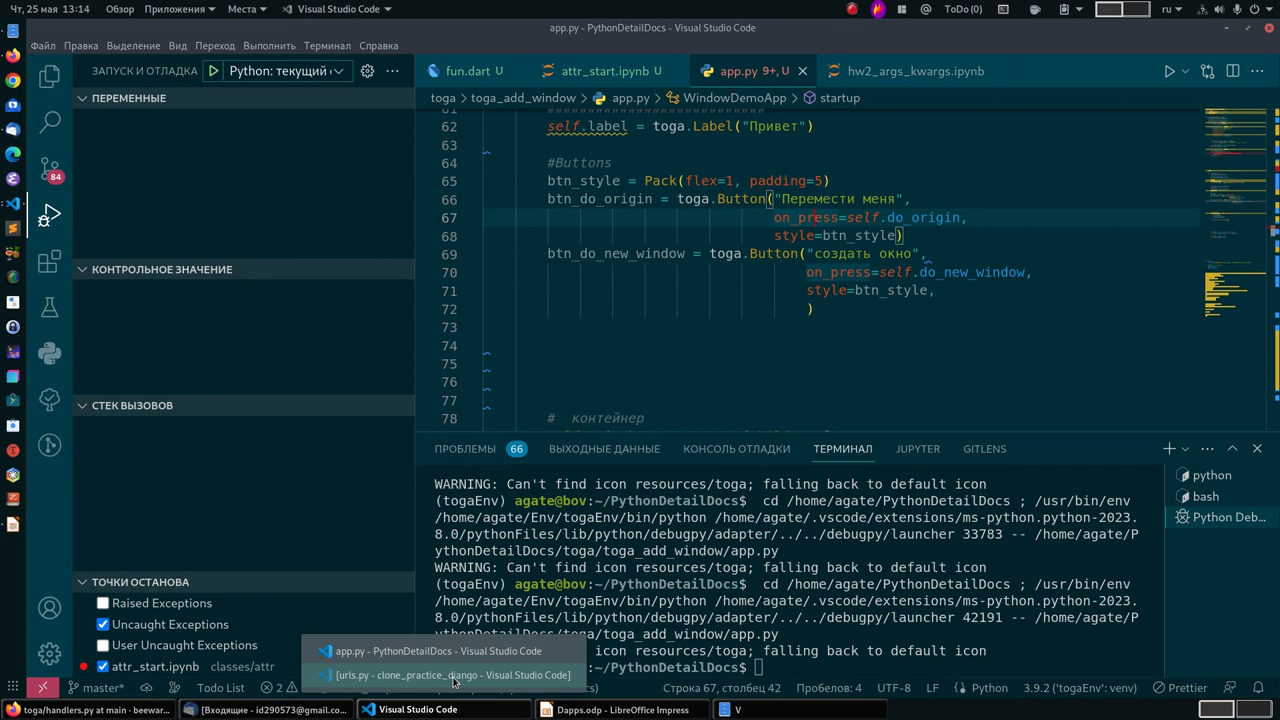 Чт, 25 мая 13:14 Обзор Приложения Места Visual Studio Code ToDo (0) ru
app.py - PythonDetailDocs - Visual Studio Code
Файл Правка Выделение Вид Переход Выполнить Терминал Справка
ЗАПУСК И ОТЛАДКА Python: текущий
fun.dart U attr_start.ipynb U app.py 9+, U hw2_args_kwargs.ipynb
toga > toga_add_window > app.py > WindowDemoApp > startup
ПЕРЕМЕННЫЕ
61 ###########################
62 self.label = toga.Label("Привет")
63
64 #Buttons
65 btn_style = Pack(flex=1, padding=5)
66 btn_do_origin = toga.Button("Перемести меня",
67 on_press=self.do_origin,
68 style=btn_style)
69 btn_do_new_window = toga.Button("создать окно",
70 on_press=self.do_new_window,
71 style=btn_style,
72 )
73
74
75
76
77
78 # контейнер
84
КОНТРОЛЬНОЕ ЗНАЧЕНИЕ
СТЕК ВЫЗОВОВ
ТОЧКИ ОСТАНОВА
Raised Exceptions
Uncaught Exceptions
User Uncaught Exceptions
attr_start.ipynb classes/attr
ПРОБЛЕМЫ 66 ВЫХОДНЫЕ ДАННЫЕ КОНСОЛЬ ОТЛАДКИ ТЕРМИНАЛ JUPYTER GITLENS
WARNING: Can't find icon resources/toga; falling back to default icon
(togaEnv) agate@bov:~/PythonDetailDocs$ cd /home/agate/PythonDetailDocs ; /usr/bin/env
/home/agate/Env/togaEnv/bin/python /home/agate/.vscode/extensions/ms-python.python-2023.
8.0/pythonFiles/lib/python/debugpy/adapter/../../debugpy/launcher 33783 -- /home/agate/P
ythonDetailDocs/toga/toga_add_window/app.py
WARNING: Can't find icon resources/toga; falling back to default icon
(togaEnv) agate@bov:~/PythonDetailDocs$ cd /home/agate/PythonDetailDocs ; /usr/bin/env
/home/agate/Env/togaEnv/bin/python /home/agate/.vscode/extensions/ms-python.python-2023.
8.0/pythonFiles/lib/python/debugpy/adapter/../../debugpy/launcher 42191 -- /home/agate/P
ythonDetailDocs/toga/toga_add_window/app.py
con resources/toga; falling back to default icon
:~/PythonDetailDocs$
python
bash
Python Deb...
app.py - PythonDetailDocs - Visual Studio Code
[urls.py - clone_practice_django - Visual Studio Code]
master* Todo List 2 Строка 67, столбец 42 Пробелов: 4 UTF-8 LF Python 3.9.2 ('togaEnv': venv) Prettier
toga/handlers.py at main · beewar... [Входящие - id290573@gmail.c... Visual Studio Code Dapps.odp - LibreOffice Impress V